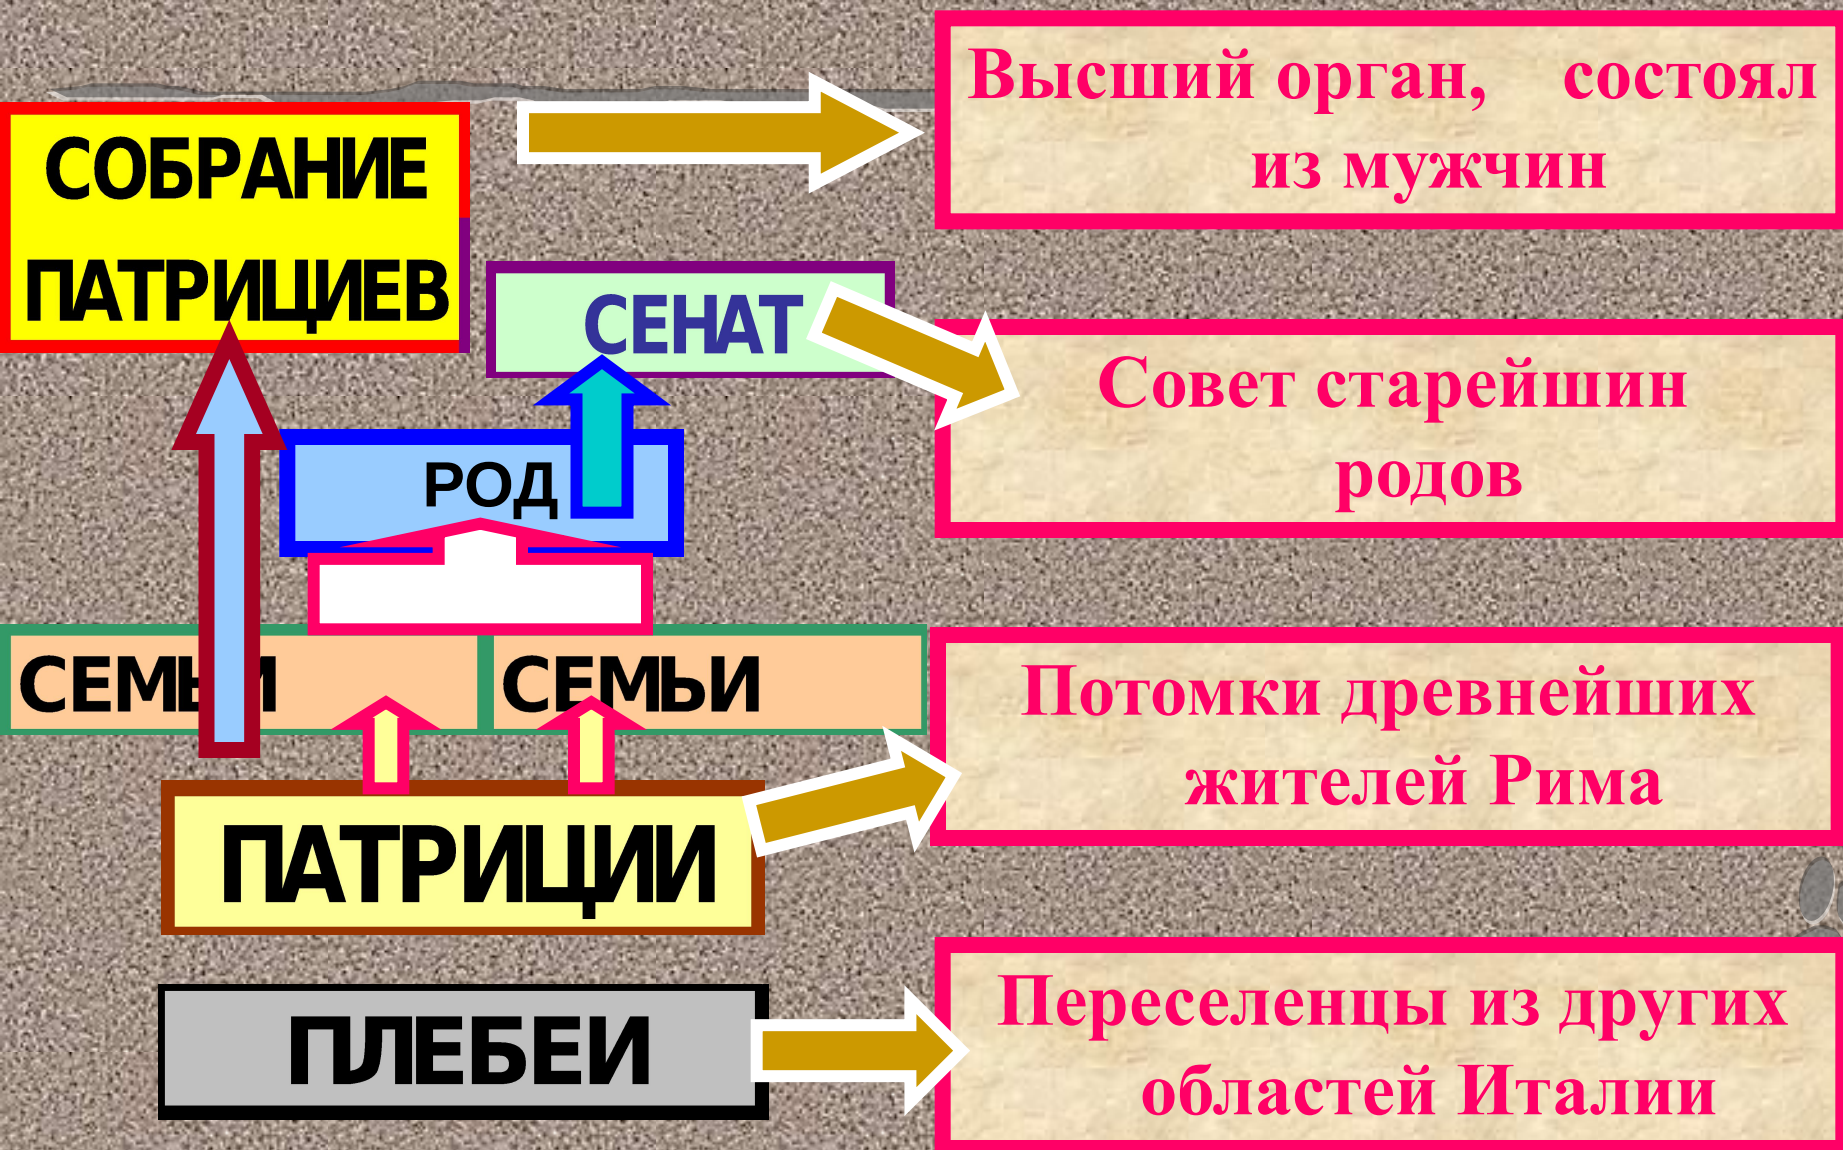 Высший орган, состоял
из мужчин
СОБРАНИЕ
ПАТРИЦИЕВ
СЕНАТ
Совет старейшин
родов
РОД
СЕМЬИ СЕМЬИ
Потомки древнейших
жителей Рима
ПАТРИЦИИ
ПЛЕБЕИ
Переселенцы из других
областей Италии